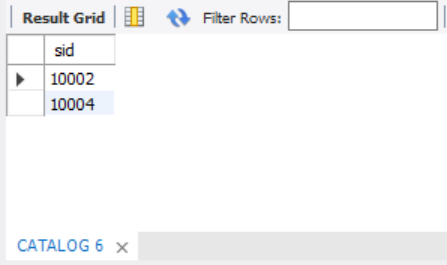 Result Grid Filter Rows:
sid
10002
10004
CATALOG 6 ×